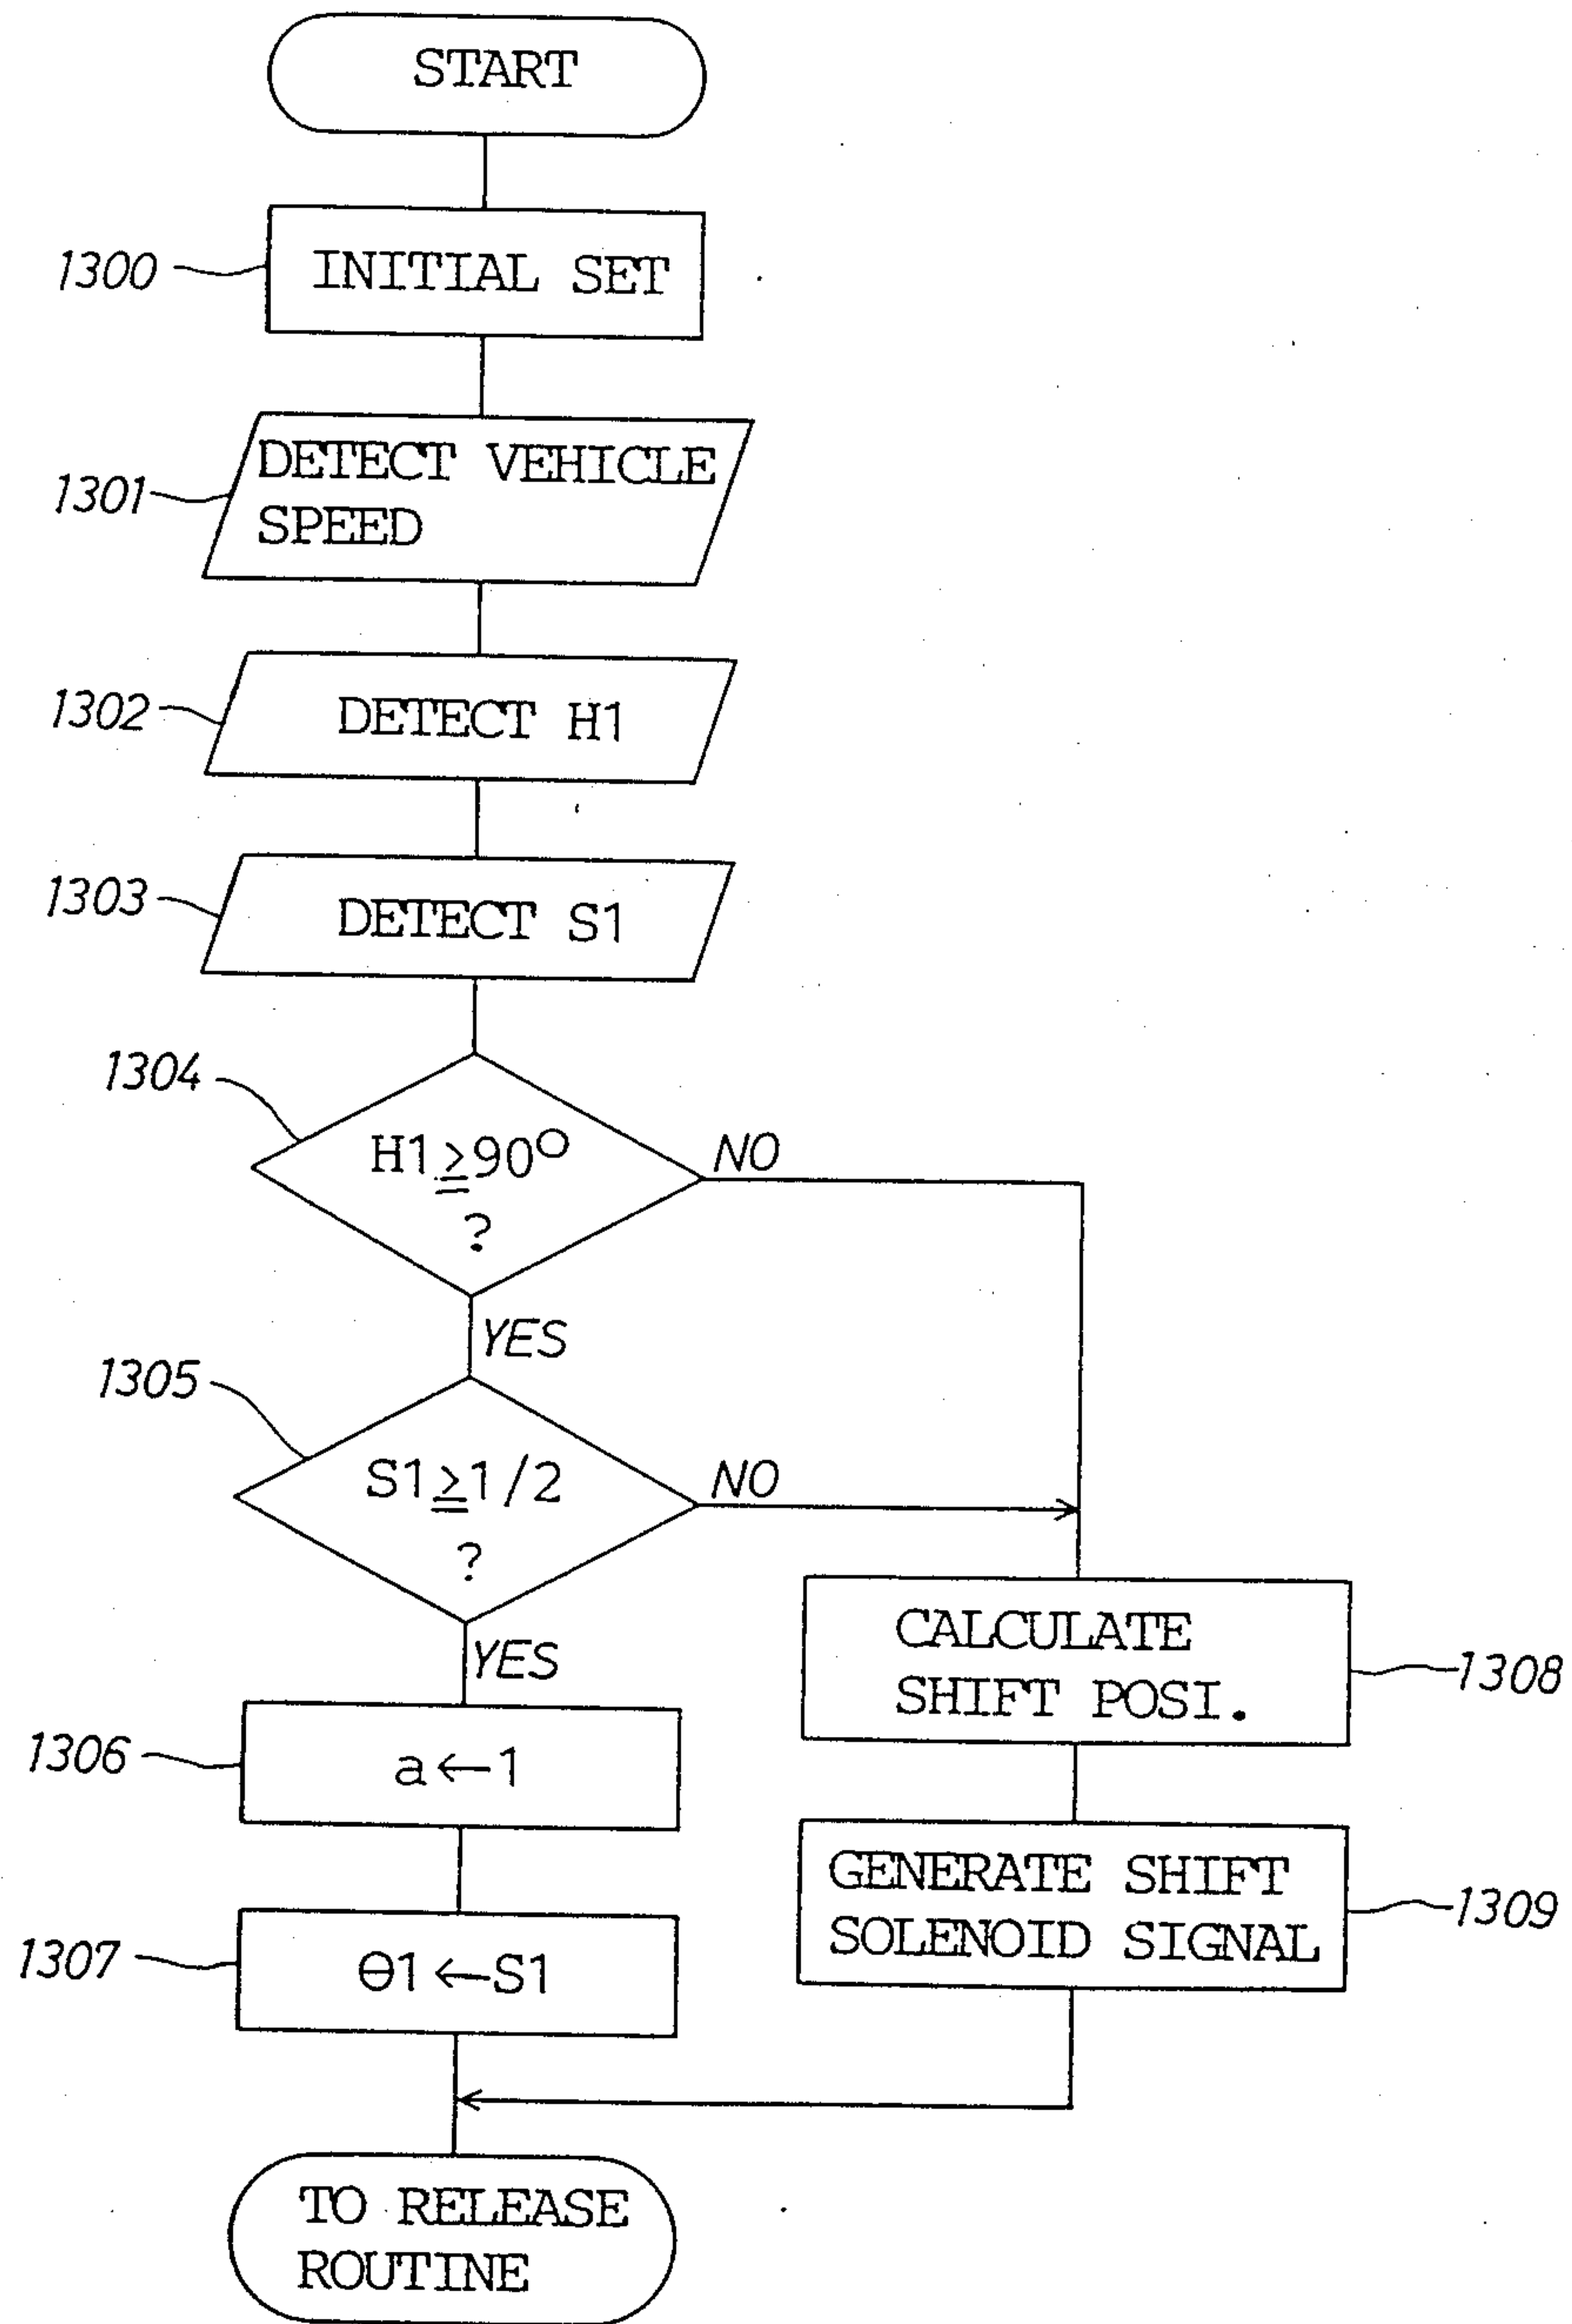 START
1300
INITIAL SET
1301
DETECT VEHICLE
SPEED
1302
DETECT H1
1303
DETECT S1
1304
H1≧90°
?
NO
YES
1305
S1≧1/2
?
NO
YES
CALCULATE
SHIFT POSI.
1308
1306
a←1
GENERATE SHIFT
SOLENOID SIGNAL
1309
1307
θ1←S1
TO RELEASE
ROUTINE